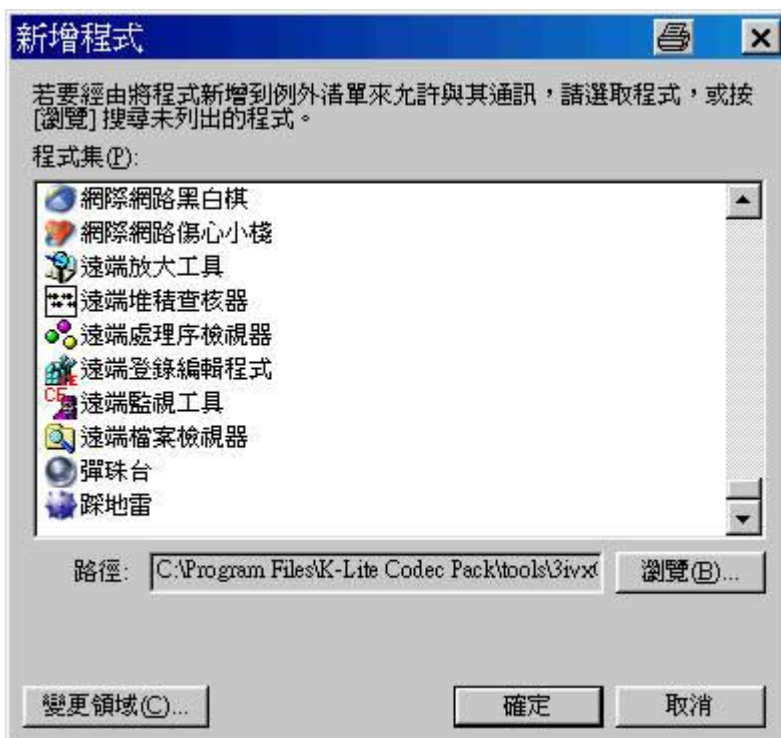 新增程式
若要經由將程式新增到例外清單來允許與其通訊，請選取程式，或按
[瀏覽] 搜尋未列出的程式。
程式集(P):
網際網路黑白棋
網際網路傷心小棧
遠端放大工具
遠端堆積查核器
遠端處理序檢視器
遠端登錄編輯程式
遠端監視工具
遠端檔案檢視器
彈珠台
踩地雷
路徑: C:\Program Files\K-Lite Codec Pack\tools\3ivx 瀏覽(B)...
變更領域(C)... 確定 取消